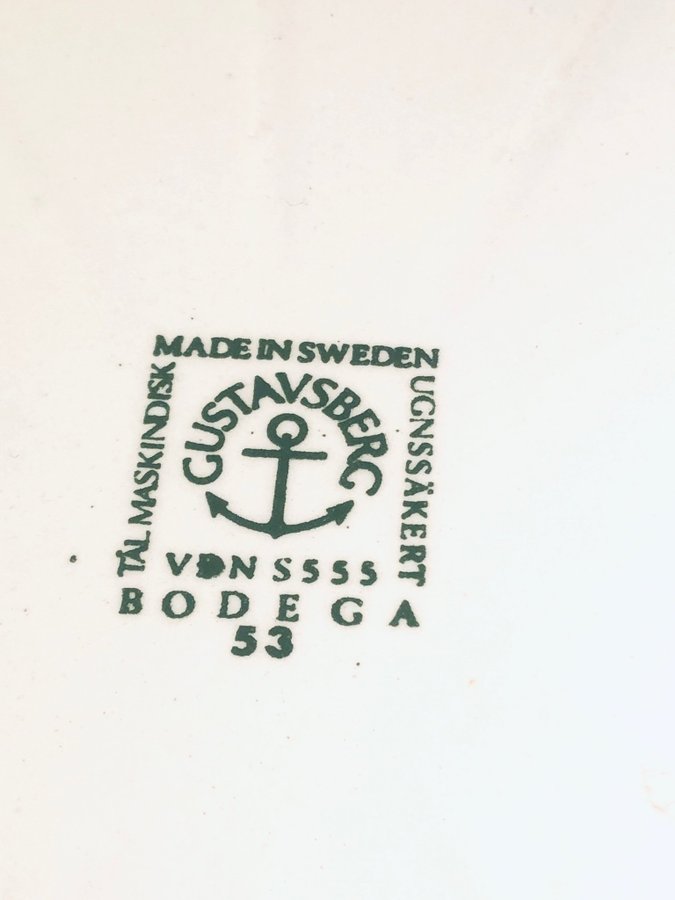 MADE IN SWEDEN
TÅL MASKINDISK
GUSTAVSBERG
UGNSSÄKERT
VDN S555
BODEGA
53